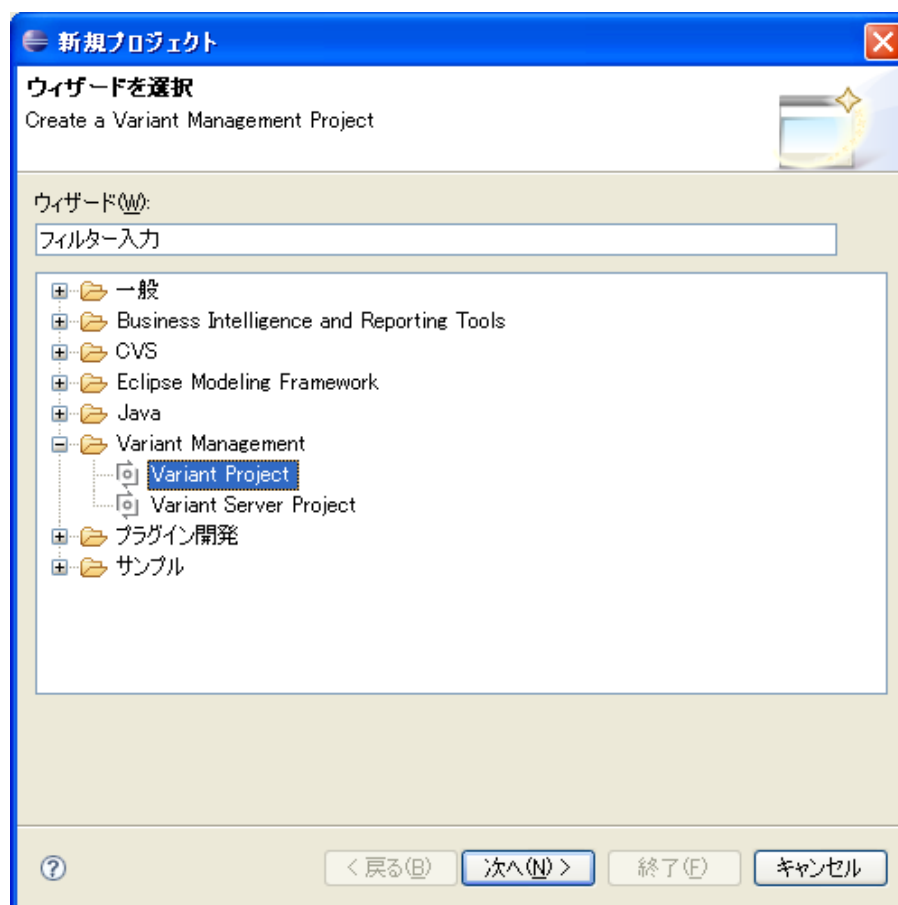 新規プロジェクト
ウィザードを選択
Create a Variant Management Project
ウィザード(W):
フィルター入力
一般
Business Intelligence and Reporting Tools
CVS
Eclipse Modeling Framework
Java
Variant Management
Variant Project
Variant Server Project
プラグイン開発
サンプル
? < 戻る(B) 次へ(N) > 終了(F) キャンセル